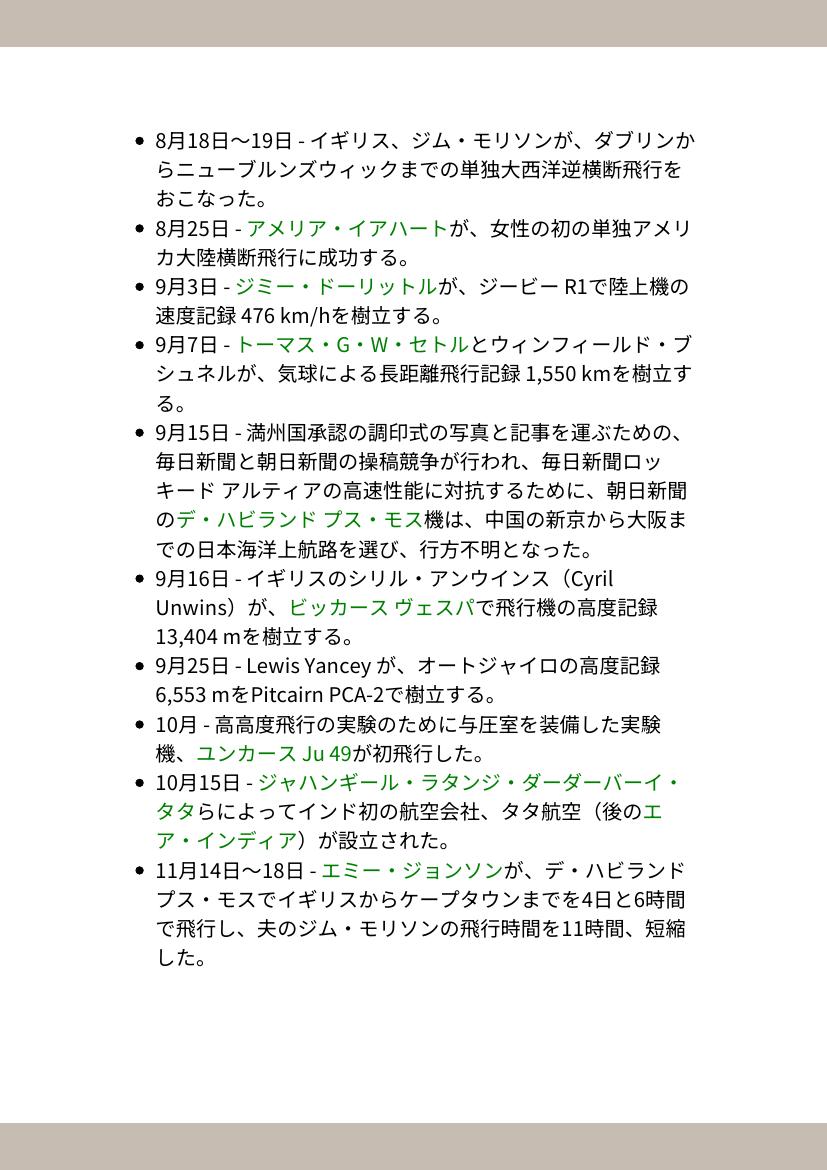 • 8月18日～19日 - イギリス、ジム・モリソンが、ダブリンか
らニューブルンズウィックまでの単独大西洋逆横断飛行を
おこなった。
• 8月25日 - アメリア・イアハートが、女性の初の単独アメリ
カ大陸横断飛行に成功する。
• 9月3日 - ジミー・ドーリットルが、ジービー R1で陸上機の
速度記録 476 km/hを樹立する。
• 9月7日 - トーマス・G・W・セトルとウィンフィールド・ブ
シュネルが、気球による長距離飛行記録 1,550 kmを樹立す
る。
• 9月15日 - 満州国承認の調印式の写真と記事を運ぶための、
毎日新聞と朝日新聞の操稿競争が行われ、毎日新聞ロッ
キード アルティアの高速性能に対抗するために、朝日新聞
のデ・ハビランド プス・モス機は、中国の新京から大阪ま
での日本海洋上航路を選び、行方不明となった。
• 9月16日 - イギリスのシリル・アンウインス（Cyril
Unwins）が、ビッカース ヴェスパで飛行機の高度記録
13,404 mを樹立する。
• 9月25日 - Lewis Yancey が、オートジャイロの高度記録
6,553 mをPitcairn PCA-2で樹立する。
• 10月 - 高高度飛行の実験のために与圧室を装備した実験
機、ユンカース Ju 49が初飛行した。
• 10月15日 - ジャハンギール・ラタンジ・ダーダーバーイ・
タタらによってインド初の航空会社、タタ航空（後のエ
ア・インディア）が設立された。
• 11月14日～18日 - エミー・ジョンソンが、デ・ハビランド
プス・モスでイギリスからケープタウンまでを4日と6時間
で飛行し、夫のジム・モリソンの飛行時間を11時間、短縮
した。